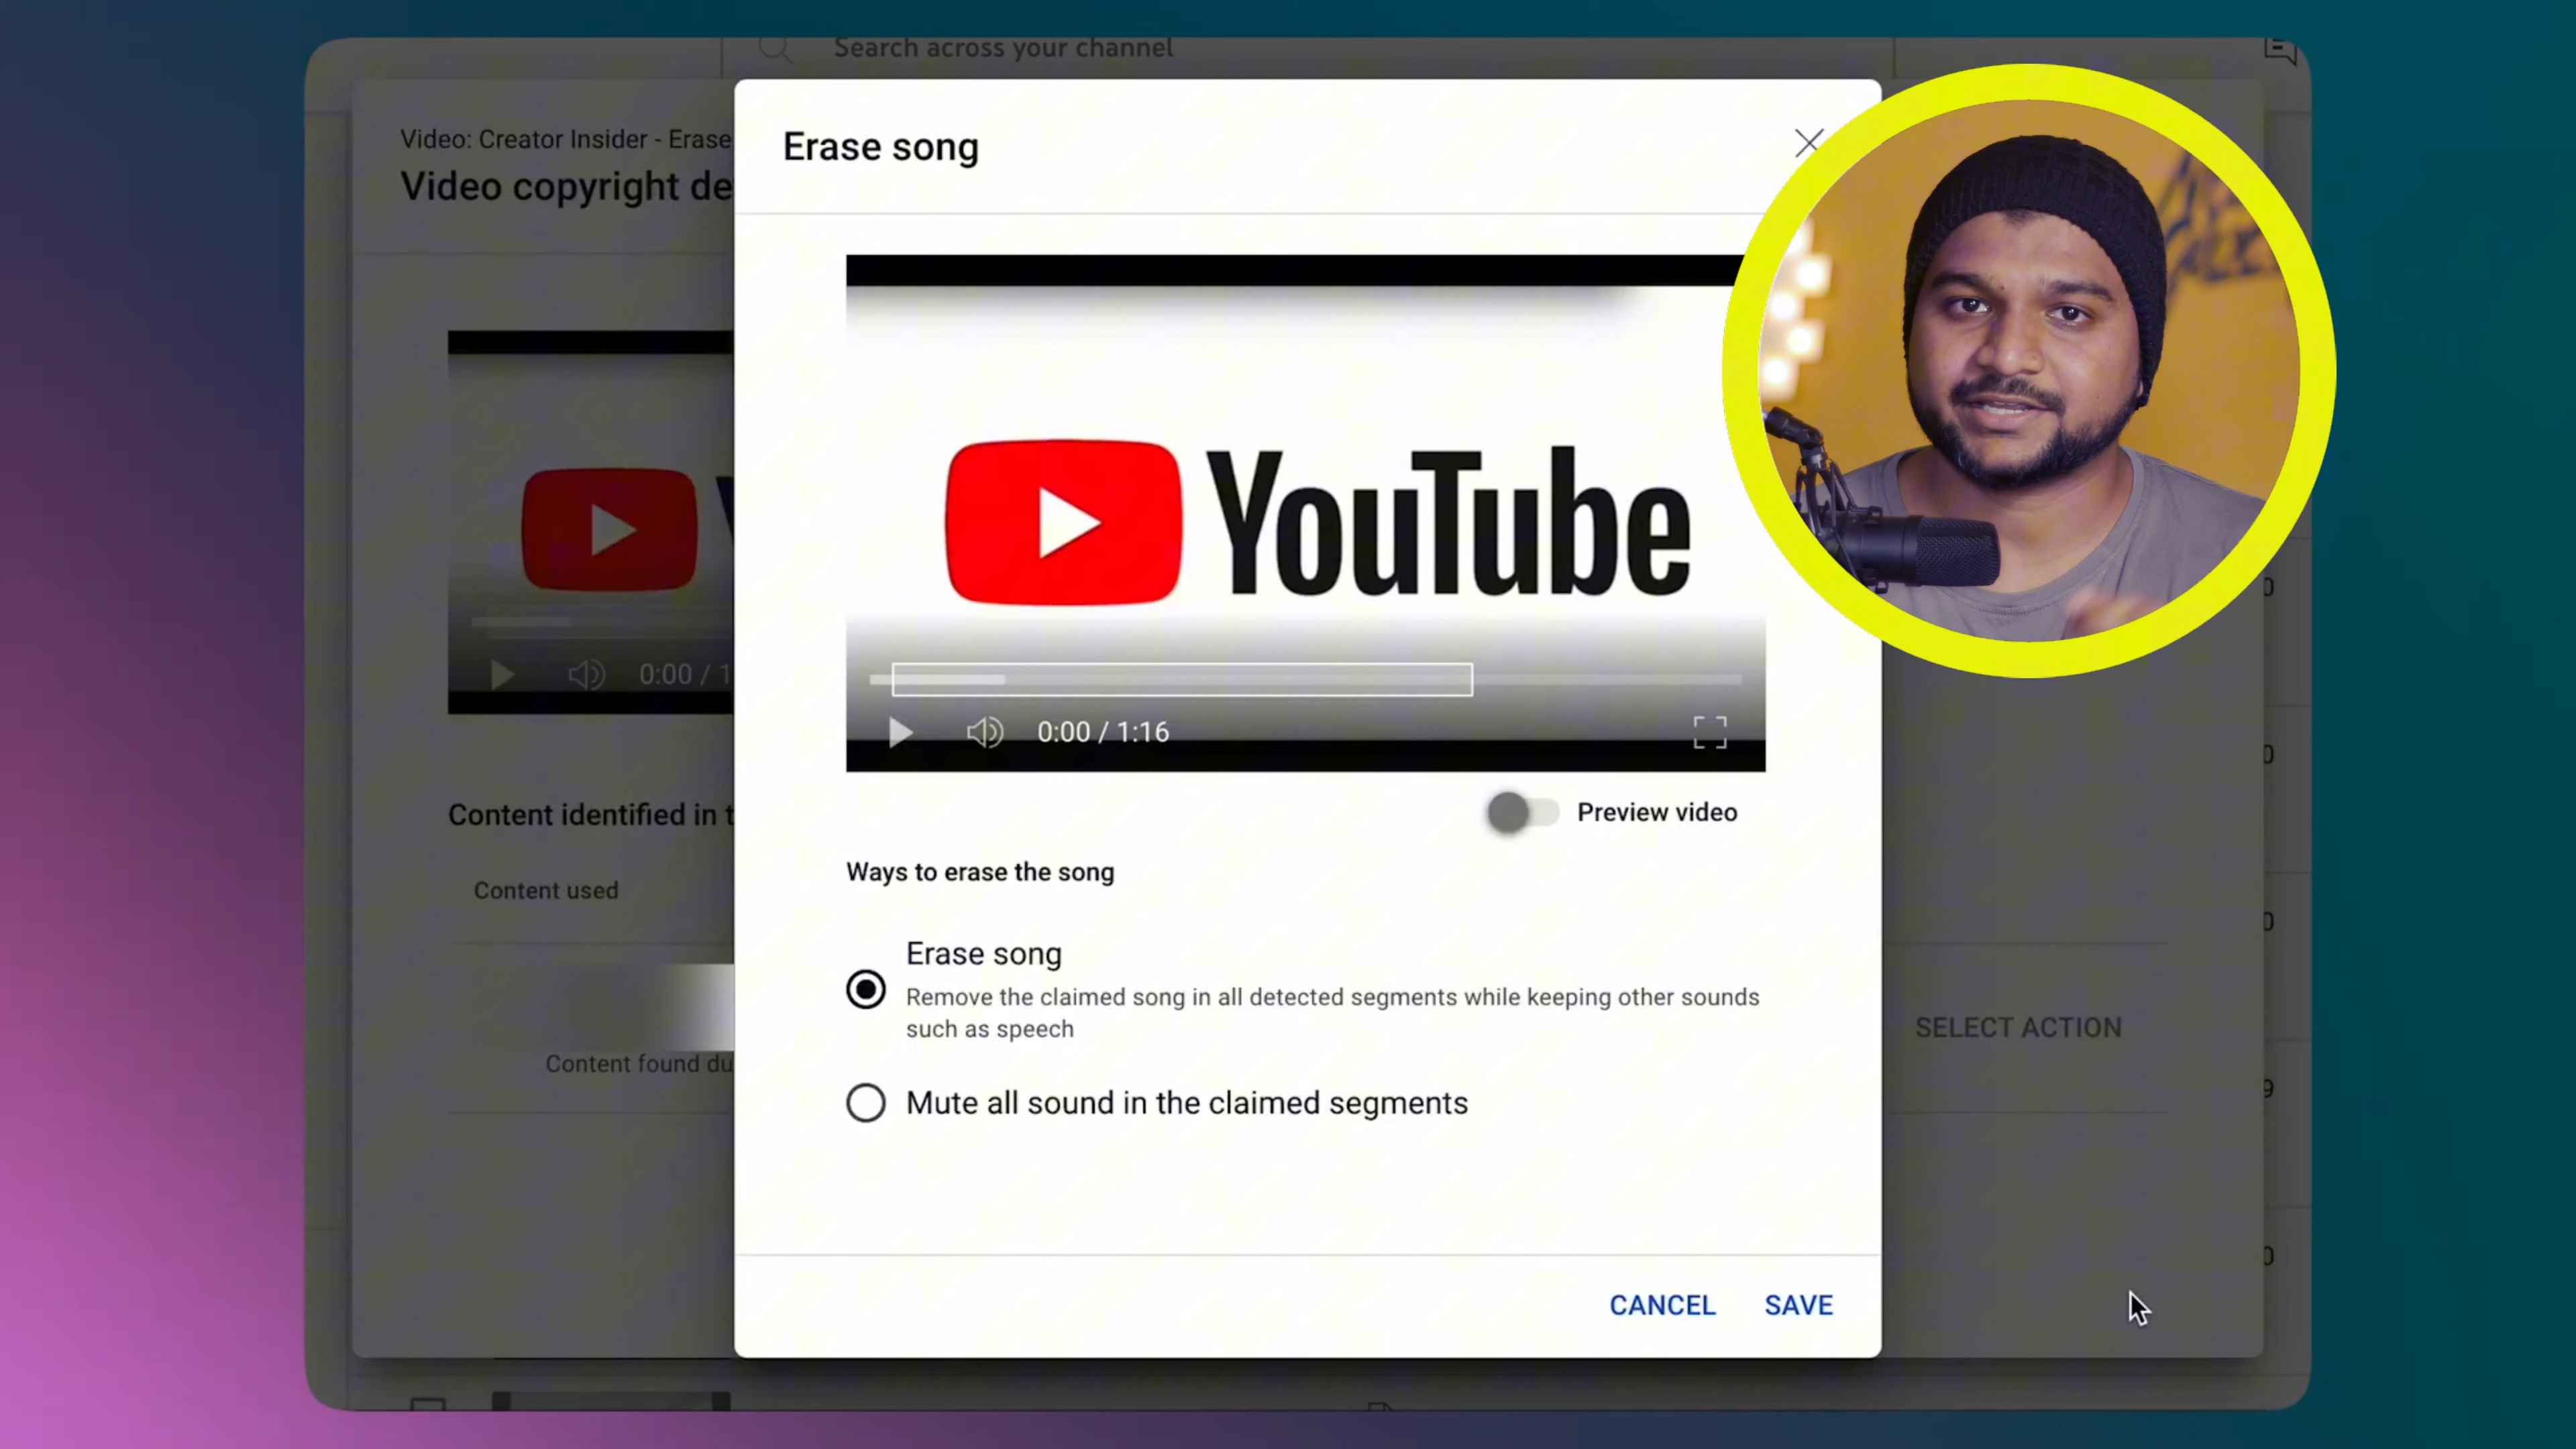 Search across your channel
Video: Creator Insider - Erase
Video copyright de
Erase song
YouTube
0:00 / 1
0:00 / 1:16
Preview video
Content identified in t
Ways to erase the song
Content used
Erase song
Remove the claimed song in all detected segments while keeping other sounds
such as speech
SELECT ACTION
Content found du
Mute all sound in the claimed segments
CANCEL SAVE